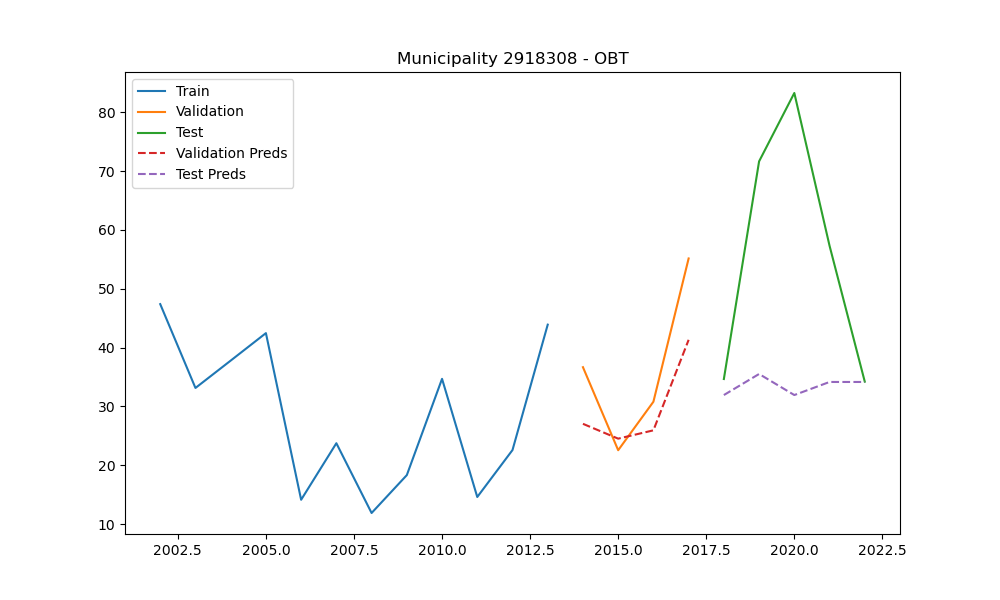 Municipality 2918308 - OBT
Train
Validation
Test
Validation Preds
Test Preds
80
70
60
50
40
30
20
10
2002.5 2005.0 2007.5 2010.0 2012.5 2015.0 2017.5 2020.0 2022.5